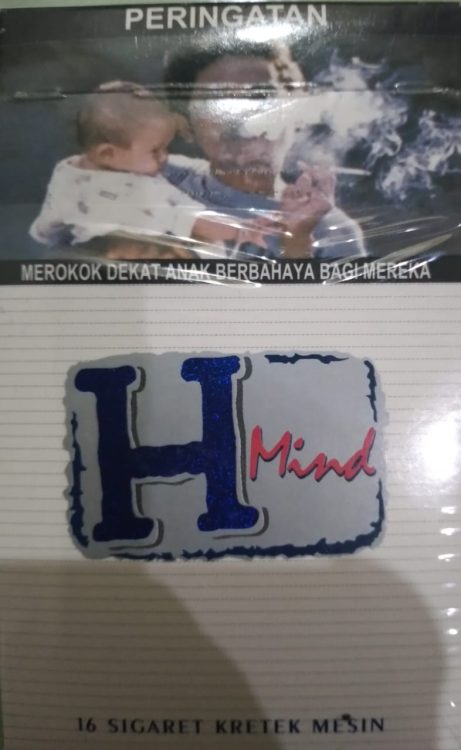 PERINGATAN
MEROKOK DEKAT ANAK BERBAHAYA BAGI MEREKA
H Mind
16 SIGARET KRETEK MESIN